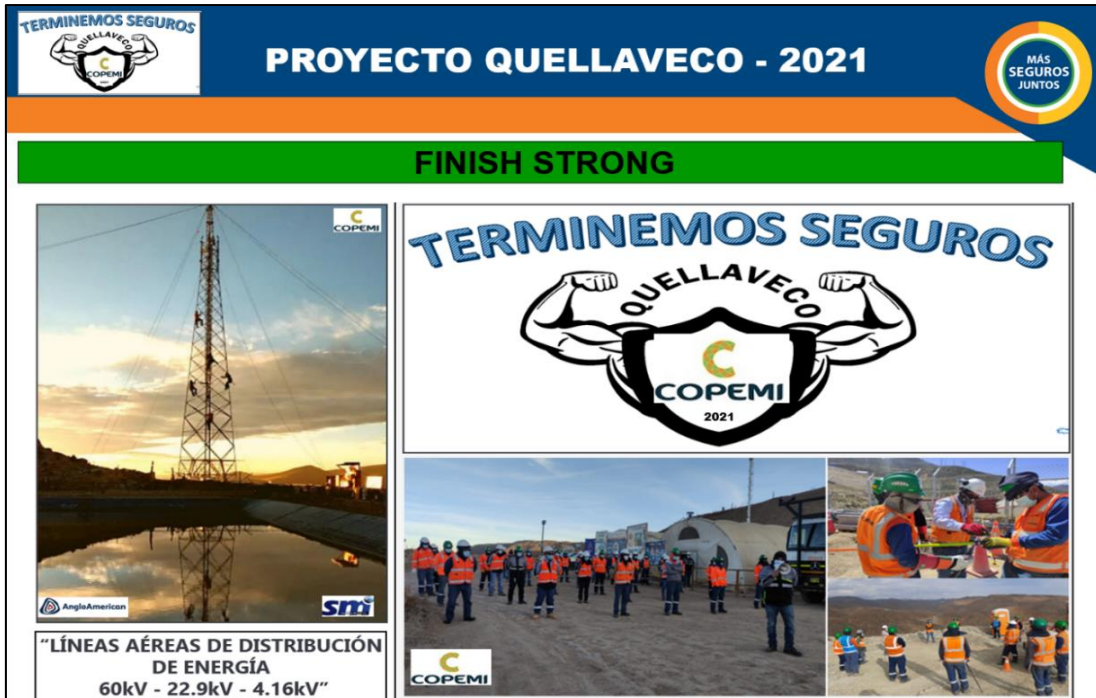 TERMINEMOS SEGUROS
QUELLAVECO
C
COPEMI
2021
PROYECTO QUELLAVECO - 2021
MÁS
SEGUROS
JUNTOS
FINISH STRONG
C
COPEMI
AngloAmerican
smi
"LÍNEAS AÉREAS DE DISTRIBUCIÓN
DE ENERGÍA
60kV - 22.9kV - 4.16kV"
TERMINEMOS SEGUROS
QUELLAVECO
C
COPEMI
2021
C
COPEMI